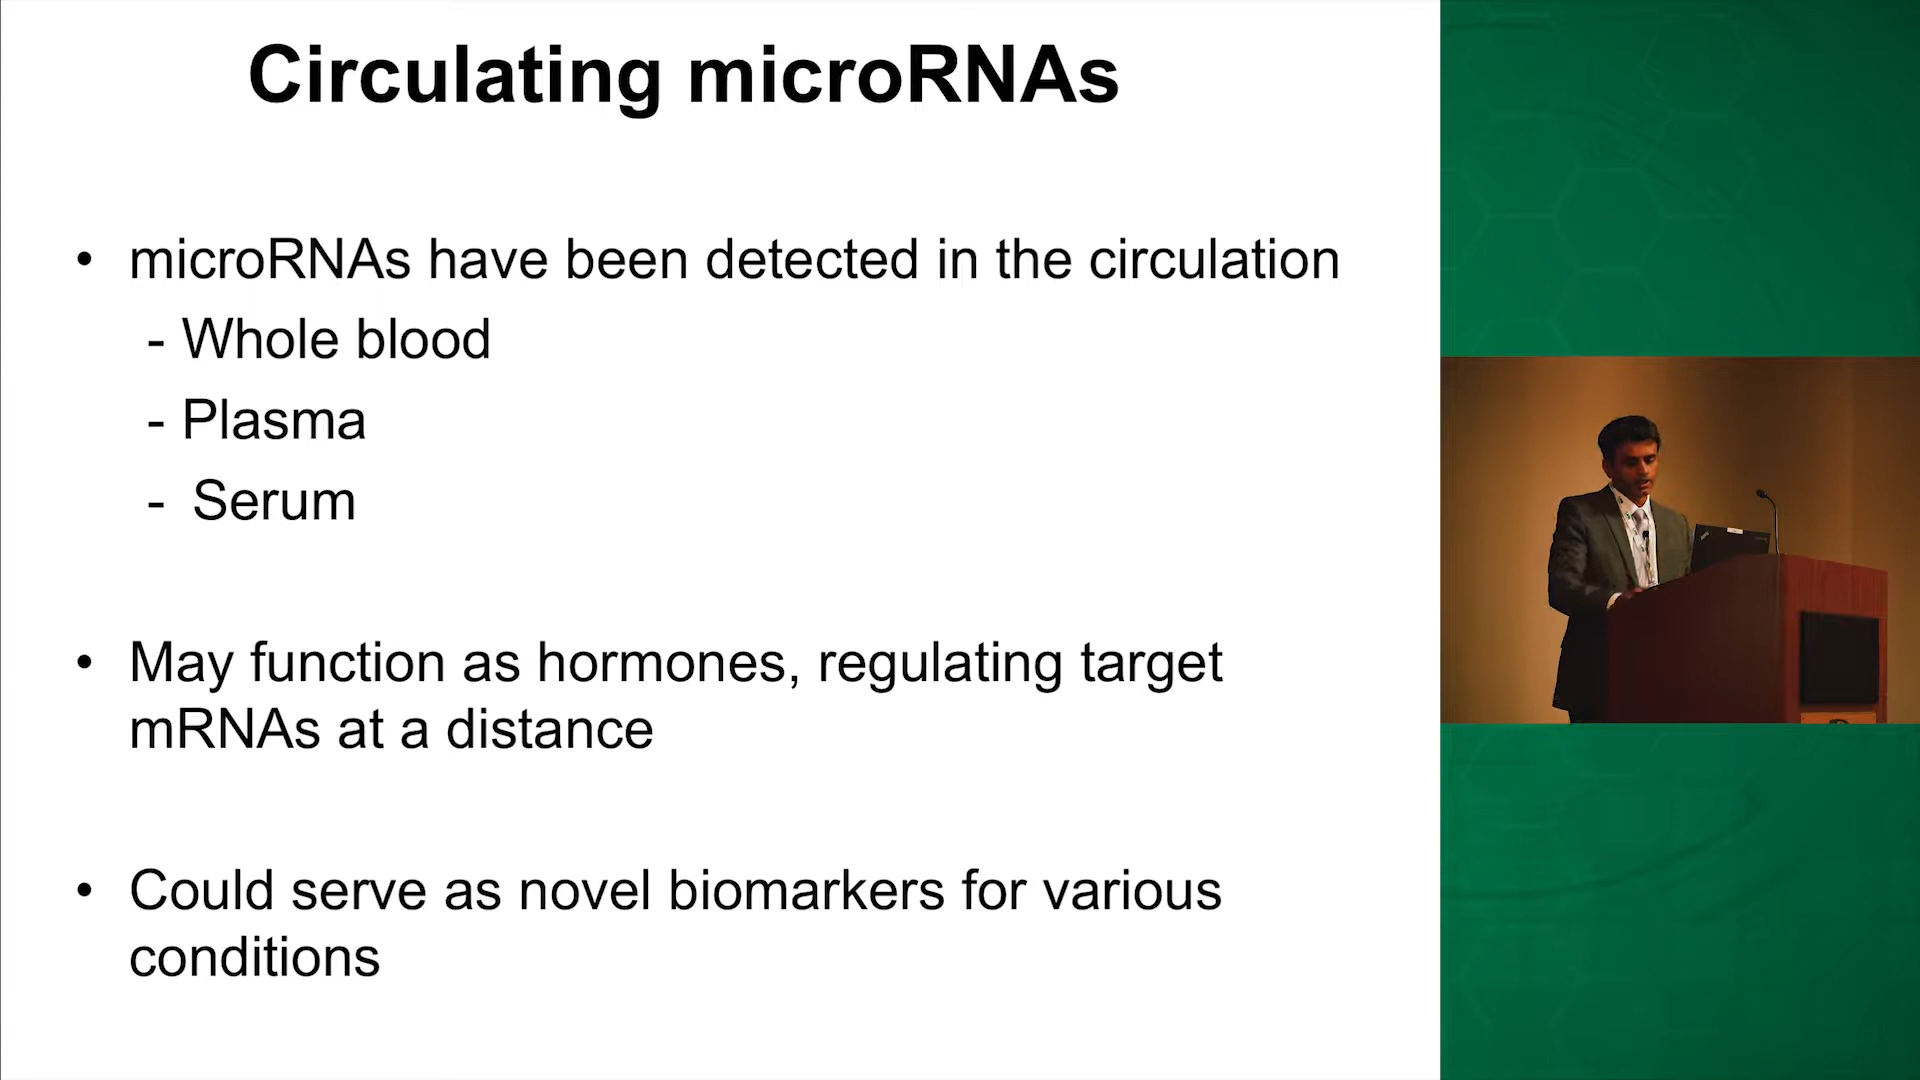 Circulating microRNAs
• microRNAs have been detected in the circulation
- Whole blood
- Plasma
- Serum
• May function as hormones, regulating target
mRNAs at a distance
• Could serve as novel biomarkers for various
conditions